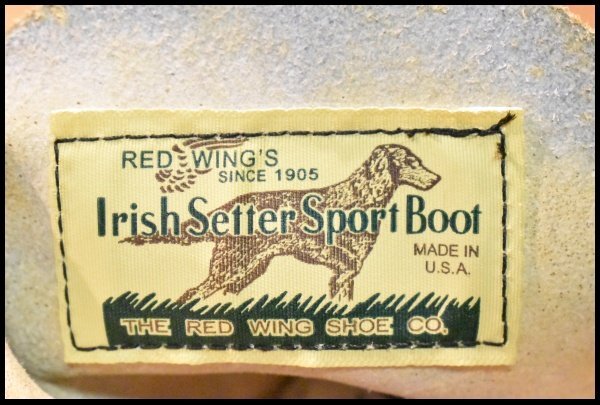 RED WING'S
SINCE 1905
Irish Setter Sport Boot
MADE IN
U.S.A.
THE RED WING SHOE CO.